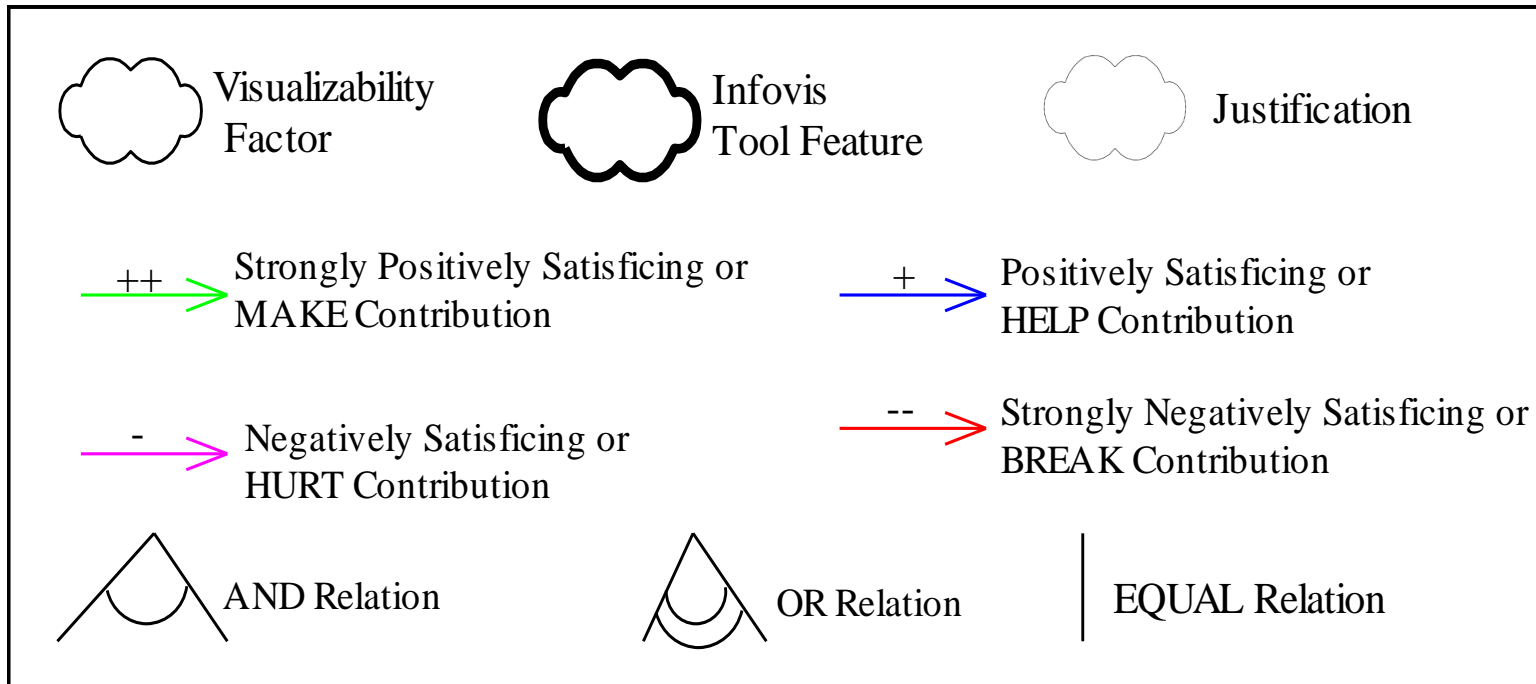 Visualizability
Factor
Infovis
Tool Feature
Justification
++
Strongly Positively Satisficing or
MAKE Contribution
+
Positively Satisficing or
HELP Contribution
-
Negatively Satisficing or
HURT Contribution
--
Strongly Negatively Satisficing or
BREAK Contribution
AND Relation
OR Relation
EQUAL Relation